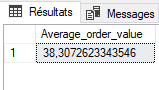 Résultats Messages
Average_order_value
1 38,3072623343546